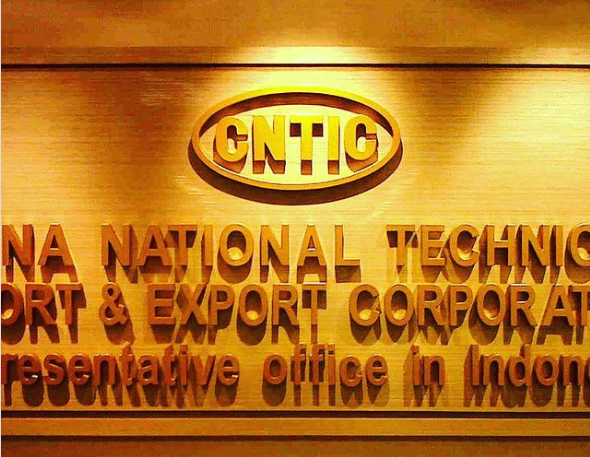 CNTIC
NA NATIONAL TECHNIC
ORT & EXPORT CORPORAT
resentative office in Indon